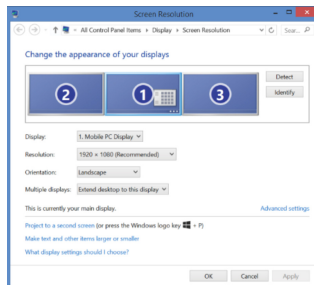 Screen Resolution
« All Control Panel Items › Display › Screen Resolution
Sear...
Change the appearance of your displays
2
1
3
Detect
Identify
Display: 1. Mobile PC Display
Resolution: 1920 × 1080 (Recommended)
Orientation: Landscape
Multiple displays: Extend desktop to this display
This is currently your main display.
Advanced settings
Project to a second screen (or press the Windows logo key + P)
Make text and other items larger or smaller
What display settings should I choose?
OK Cancel Apply